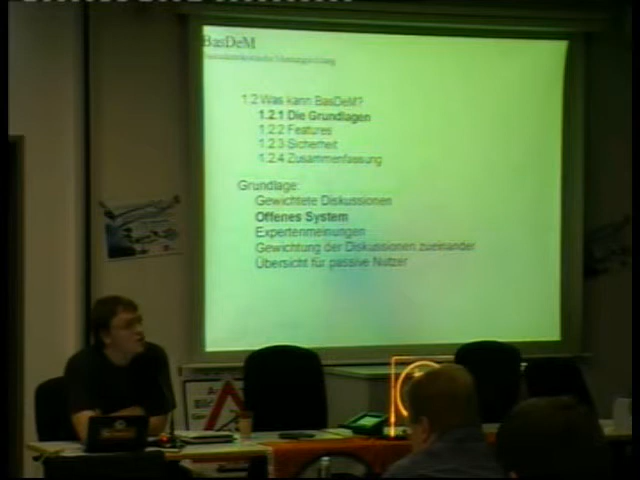 BasDeM
1.2 Was kann BasDeM?
1.2.1 Die Grundlagen
1.2.2 Features
1.2.3 Sicherheit
1.2.4 Zusammenfassung
Grundlage:
Gewichtete Diskussionen
Offenes System
Expertenmeinungen
Gewichtung der Diskussionen zueinander
Übersicht für passive Nutzer